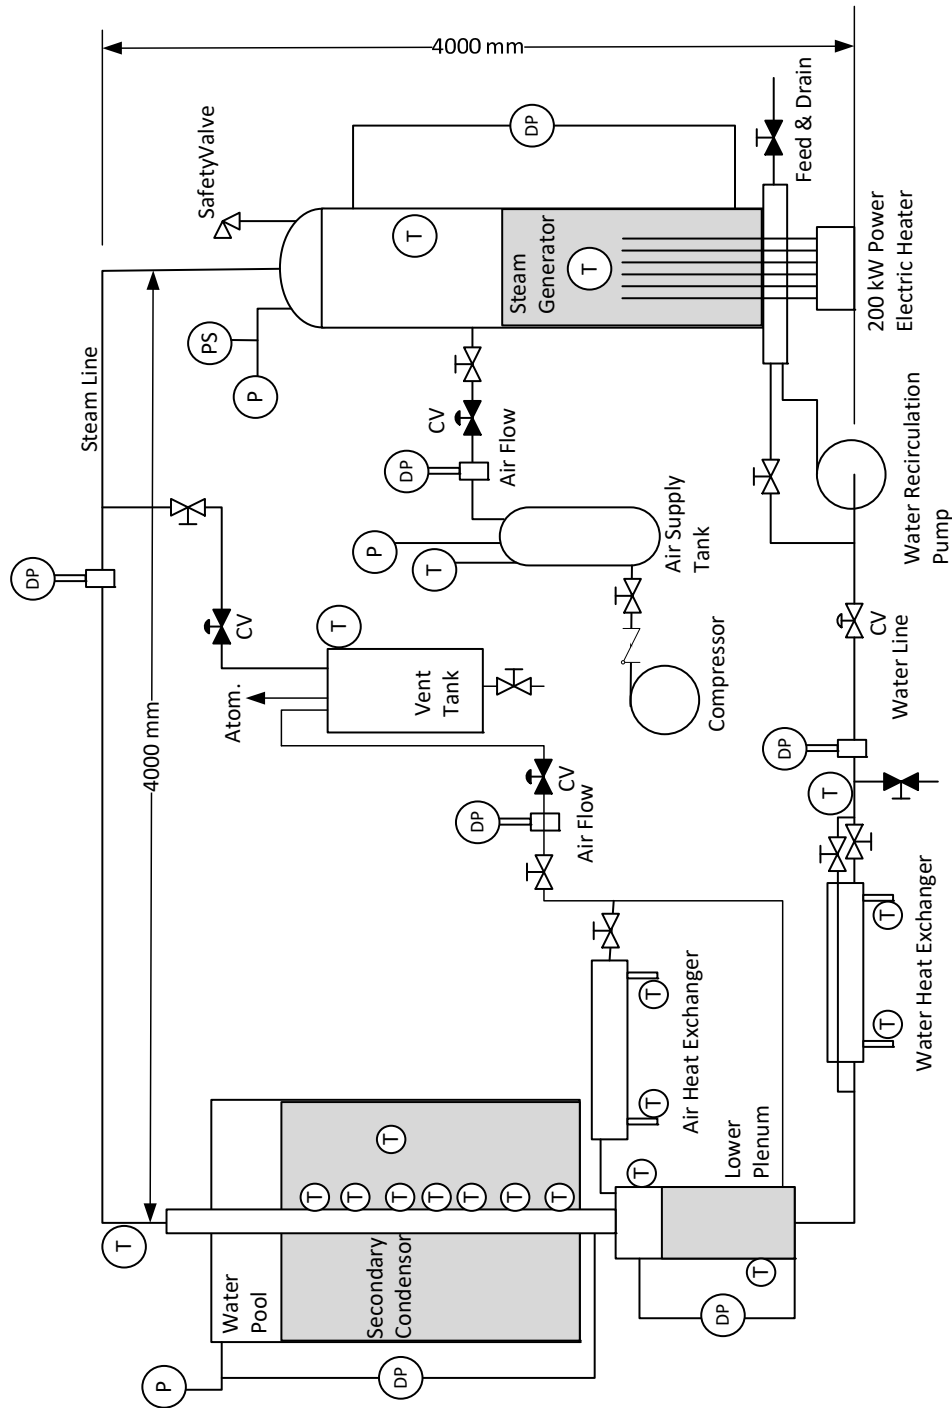 4000 mm
SafetyValve
DP
T
Steam
Generator
T
Feed & Drain
200 kW Power
Electric Heater
PS
P
Steam Line
CV
DP
Air Flow
P
T
Air Supply
Tank
Water Recirculation
Pump
DP
CV
T
Vent
Tank
Atom.
Compressor
CV
Water Line
4000 mm
DP
CV
Air Flow
DP
T
T
T
Air Heat Exchanger
T
T
Water Heat Exchanger
T
Water
Pool
Secondary
Condensor
T
T
T
T
T
T
T
T
T
Lower
Plenum
T
DP
P
DP